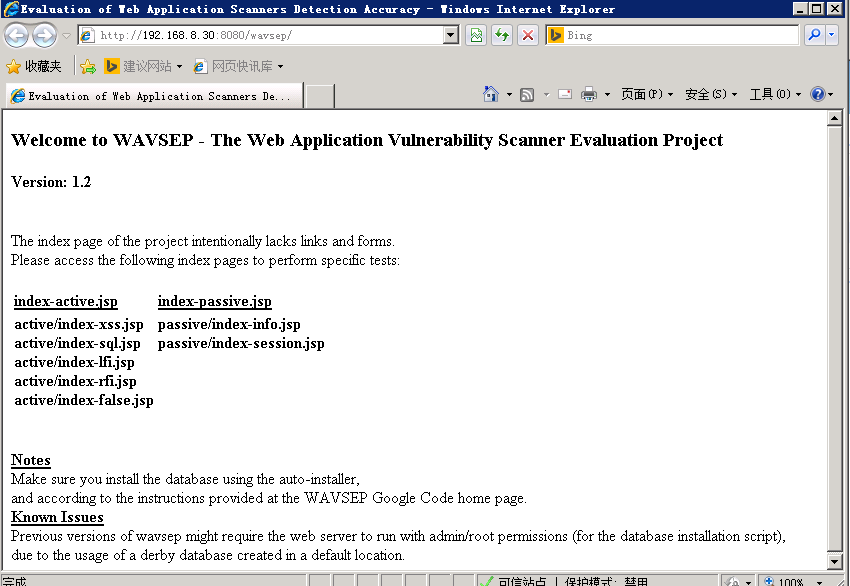 Evaluation of Web Application Scanners Detection Accuracy - Windows Internet Explorer
http://192.168.8.30:8080/wavsep/
Bing
收藏夹
建议网站
网页快讯库
Evaluation of Web Application Scanners De...
页面(P)
安全(S)
工具(O)
Welcome to WAVSEP - The Web Application Vulnerability Scanner Evaluation Project
Version: 1.2
The index page of the project intentionally lacks links and forms.
Please access the following index pages to perform specific tests:
index-active.jsp index-passive.jsp
active/index-xss.jsp passive/index-info.jsp
active/index-sql.jsp passive/index-session.jsp
active/index-lfi.jsp
active/index-rfi.jsp
active/index-false.jsp
Notes
Make sure you install the database using the auto-installer,
and according to the instructions provided at the WAVSEP Google Code home page.
Known Issues
Previous versions of wavsep might require the web server to run with admin/root permissions (for the database installation script),
due to the usage of a derby database created in a default location.
完成
可信站点 | 保护模式: 禁用
100%